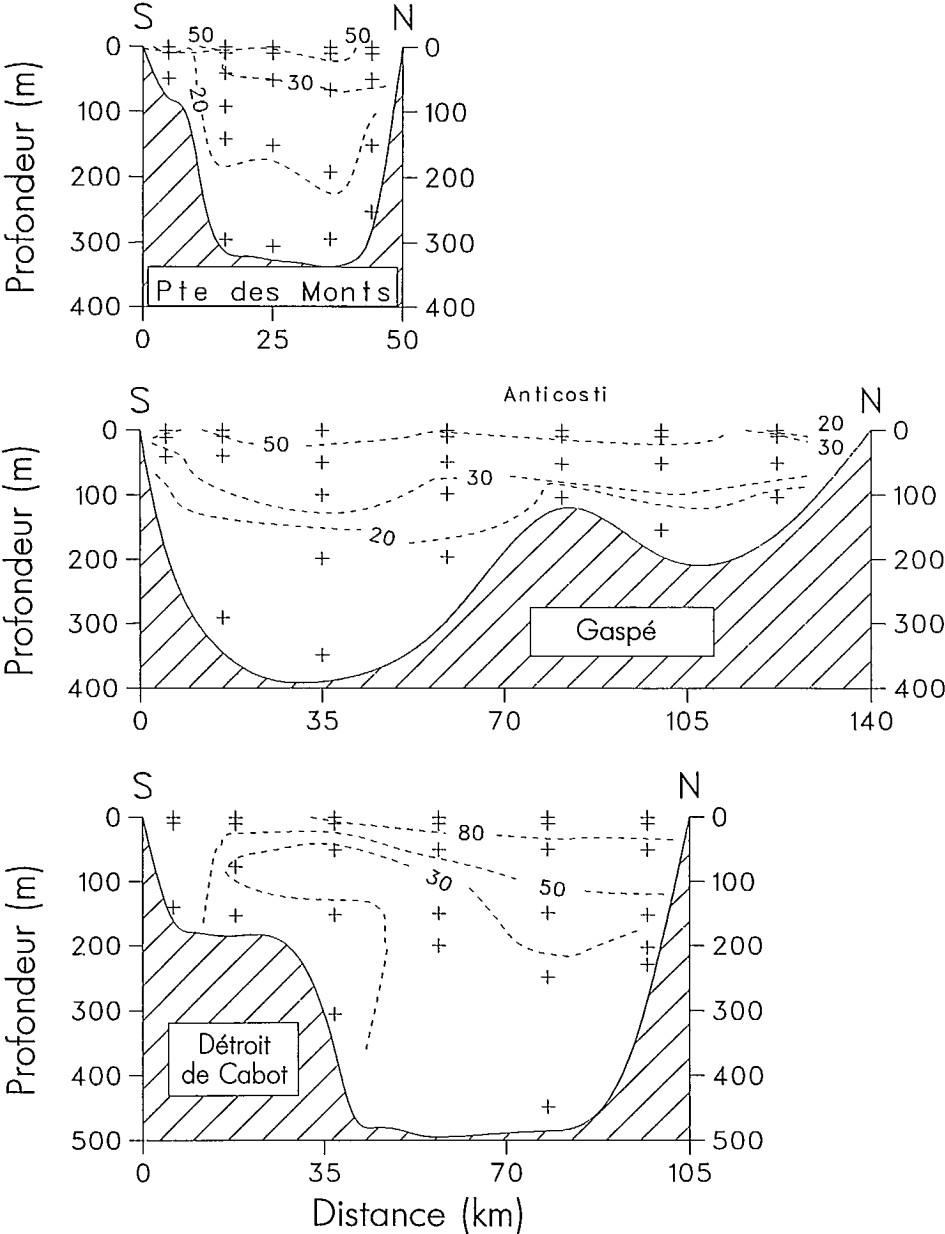 S N
50 50
0 0
30
20
100 100
200 200
300 300
Pte des Monts
400 400
0 25 50
Profondeur (m)
Anticosti
S N
0 20 0
50 30
30
100 100
20
200 200
300 300
Gaspé
400 400
0 35 70 105 140
Profondeur (m)
S N
0 0
80
100 30 50 100
200 200
300 300
Détroit
de Cabot
400 400
500 500
0 35 70 105
Profondeur (m)
Distance (km)